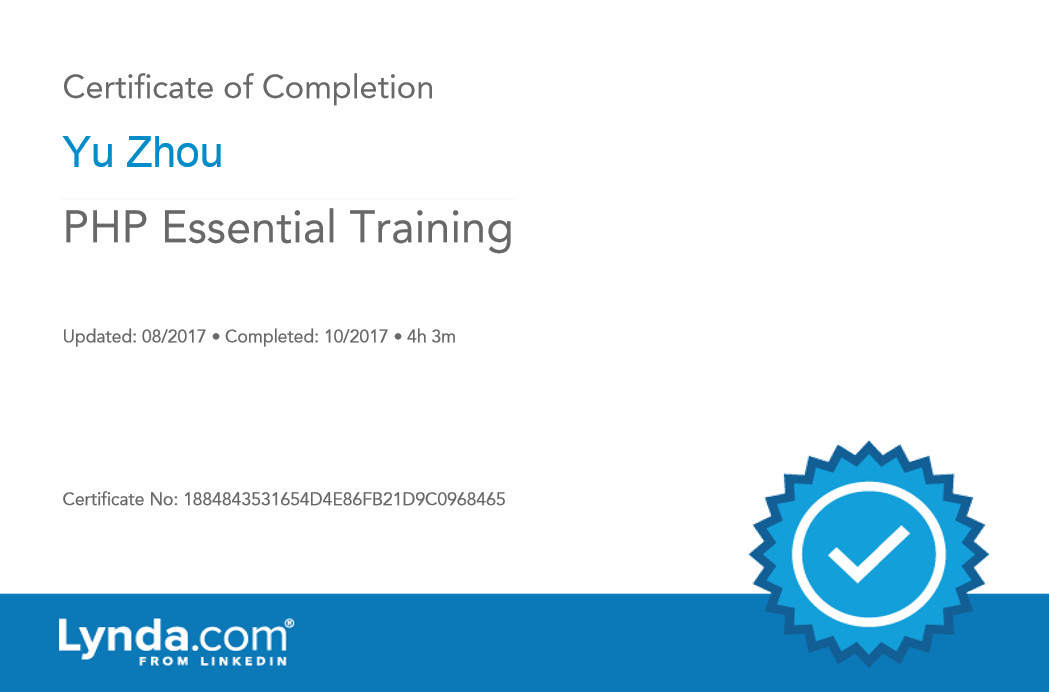 Certificate of Completion
Yu Zhou
PHP Essential Training
Updated: 08/2017 • Completed: 10/2017 • 4h 3m
Certificate No: 1884843531654D4E86FB21D9C0968465
Lynda.com®
FROM LINKEDIN